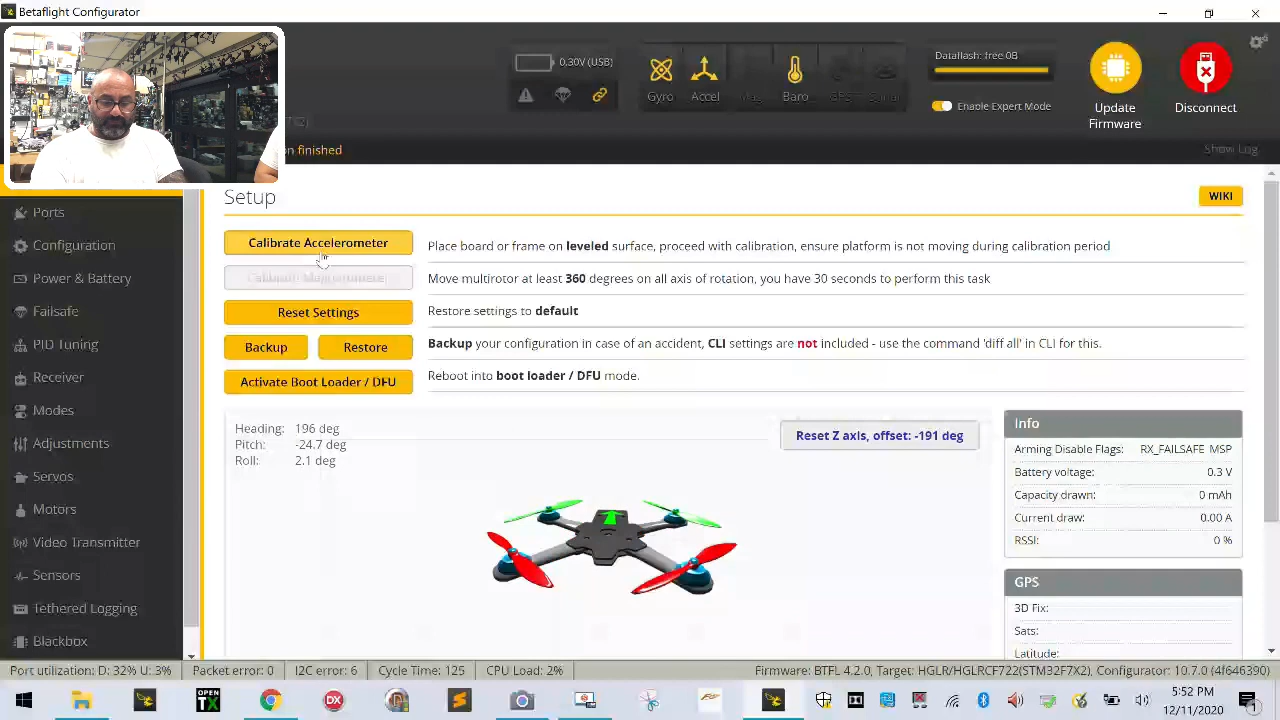 Betaflight Configurator
0.30V (USB)
Gyro
Accel
Baro
Dataflash: free 0B
Enable Expert Mode
Update
Firmware
Disconnect
n finished
Show Log
Setup
WIKI
Ports
Configuration
Power & Battery
Failsafe
PID Tuning
Receiver
Modes
Adjustments
Servos
Motors
Video Transmitter
Sensors
Tethered Logging
Blackbox
Calibrate Accelerometer
Place board or frame on leveled surface, proceed with calibration, ensure platform is not moving during calibration period
Calibrate Magnetometer
Move multirotor at least 360 degrees on all axis of rotation, you have 30 seconds to perform this task
Reset Settings
Restore settings to default
Backup
Restore
Backup your configuration in case of an accident, CLI settings are not included - use the command 'diff all' in CLI for this.
Activate Boot Loader / DFU
Reboot into boot loader / DFU mode.
Heading: 196 deg
Pitch: -24.7 deg
Roll: 2.1 deg
Reset Z axis, offset: -191 deg
Info
Arming Disable Flags: RX_FAILSAFE MSP
Battery voltage: 0.3 V
Capacity drawn: 0 mAh
Current draw: 0.00 A
RSSI: 0 %
GPS
3D Fix:
Sats:
Latitude:
Port utilization: D: 32% U: 3%
Packet error: 0
I2C error: 6
Cycle Time: 125
CPU Load: 2%
Firmware: BTFL 4.2.0, Target: HGLR/HGLRCF722(STM32F7X2), Configurator: 10.7.0 (4f646390)
OPEN
TX
DX
5:52 PM
12/11/2020